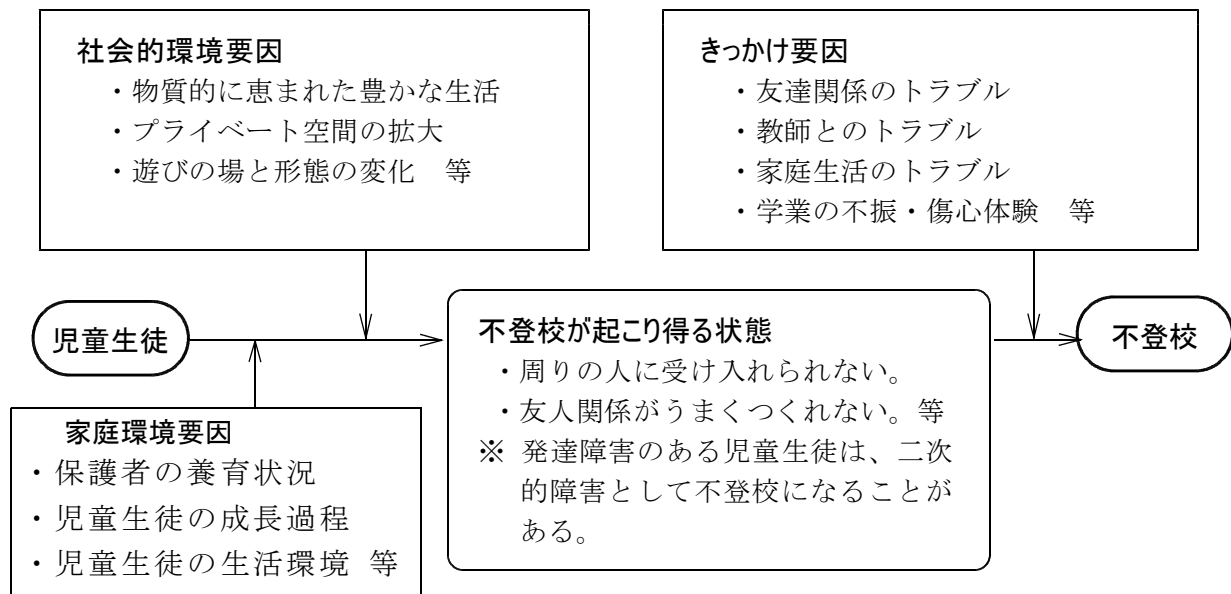 社会的環境要因
・物質的に恵まれた豊かな生活
・プライベート空間の拡大
・遊びの場と形態の変化　等
きっかけ要因
・友達関係のトラブル
・教師とのトラブル
・家庭生活のトラブル
・学業の不振・傷心体験　等
児童生徒
不登校が起こり得る状態
・周りの人に受け入れられない。
・友人関係がうまくつくれない。等
※ 発達障害のある児童生徒は、二次
的障害として不登校になることが
ある。
不登校
家庭環境要因
・保護者の養育状況
・児童生徒の成長過程
・児童生徒の生活環境 等